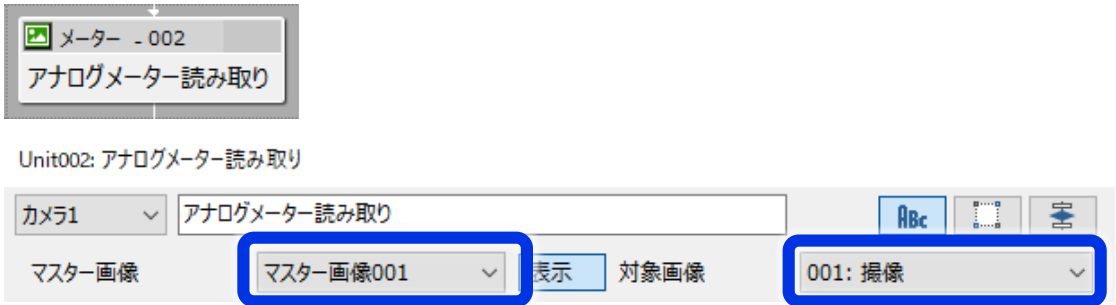 メーター - 002
アナログメーター読み取り
Unit002: アナログメーター読み取り
カメラ1 アナログメーター読み取り ABC
マスター画像 マスター画像001 表示 対象画像 001: 撮像